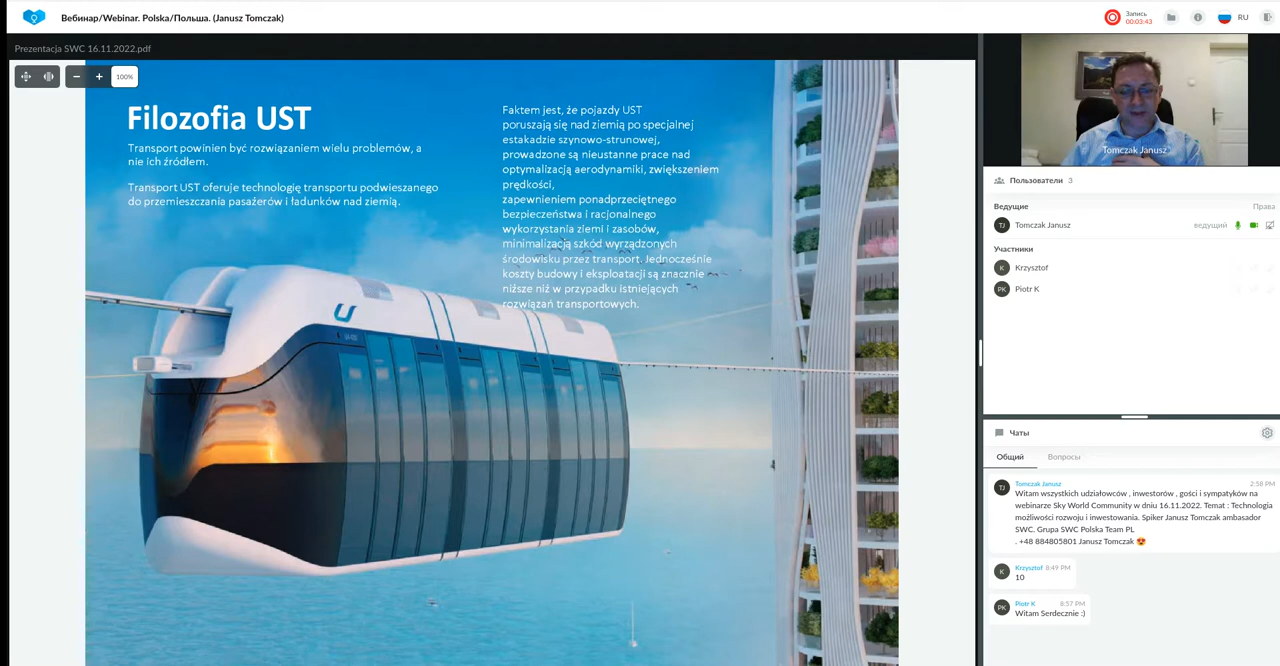 Вебинар/Webinar. Polska/Польша. (Janusz Tomczak)
Запись
00:03:43
RU
Prezentacja SWC 16.11.2022.pdf
100%
Filozofia UST
Transport powinien być rozwiązaniem wielu problemów, a
nie ich źródłem.
Transport UST oferuje technologię transportu podwieszanego
do przemieszczania pasażerów i ładunków nad ziemią.
Faktem jest, że pojazdy UST
poruszają się nad ziemią po specjalnej
estakadzie szynowo-strunowej,
prowadzone są nieustanne prace nad
optymalizacją aerodynamiki, zwiększeniem
prędkości,
zapewnieniem ponadprzeciętnego
bezpieczeństwa i racjonalnego
wykorzystania ziemi i zasobów,
minimalizacją szkód wyrządzonych
środowisku przez transport. Jednocześnie
koszty budowy i eksploatacji są znacznie
niższe niż w przypadku istniejących
rozwiązań transportowych.
Tomczak Janusz
Пользователи 3
Ведущие Права
TJ Tomczak Janusz ведущий
Участники
K Krzysztof
PK Piotr K
Чаты
Общий Вопросы
TJ Tomczak Janusz 2:58 PM
Witam wszystkich udziałowców , inwestorów , gości i sympatyków na
webinarze Sky World Community w dniu 16.11.2022. Temat : Technologia
możliwości rozwoju i inwestowania. Spiker Janusz Tomczak ambasador
SWC. Grupa SWC Polska Team PL
. +48 884805801 Janusz Tomczak 😍
K Krzysztof 8:49 PM
10
PK Piotr K 8:57 PM
Witam Serdecznie :)